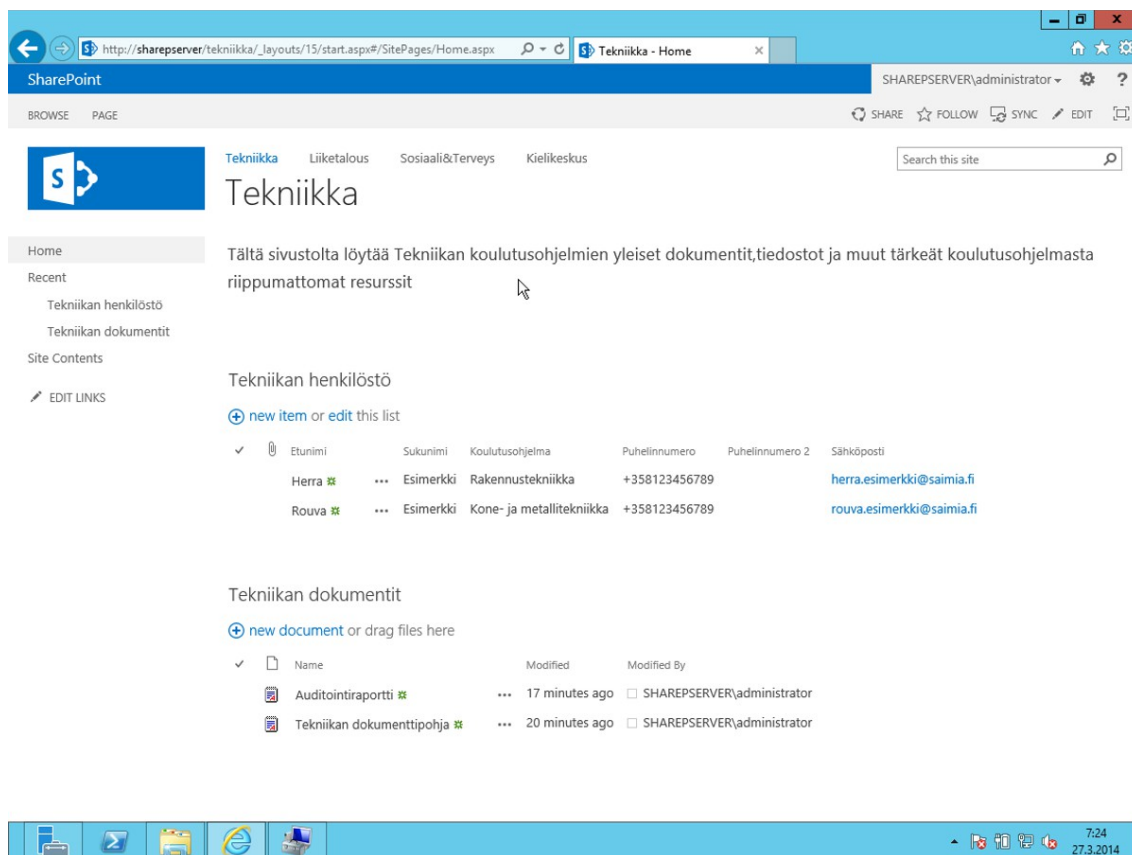 http://sharepserver/tekniikka/_layouts/15/start.aspx#/SitePages/Home.aspx
Tekniikka - Home
SharePoint
SHAREPSERVER\administrator
?
BROWSE PAGE
SHARE FOLLOW SYNC EDIT
S
Tekniikka Liiketalous Sosiaali&Terveys Kielikeskus
Search this site
Tekniikka
Home
Recent
Tekniikan henkilöstö
Tekniikan dokumentit
Site Contents
EDIT LINKS
Tältä sivustolta löytää Tekniikan koulutusohjelmien yleiset dokumentit,tiedostot ja muut tärkeät koulutusohjelmasta
riippumattomat resurssit
Tekniikan henkilöstö
new item or edit this list
Etunimi Sukunimi Koulutusohjelma Puhelinnumero Puhelinnumero 2 Sähköposti
Herra ... Esimerkki Rakennustekniikka +358123456789 herra.esimerkki@saimia.fi
Rouva ... Esimerkki Kone- ja metallitekniikka +358123456789 rouva.esimerkki@saimia.fi
Tekniikan dokumentit
new document or drag files here
Name Modified Modified By
Auditointiraportti ... 17 minutes ago SHAREPSERVER\administrator
Tekniikan dokumenttipohja ... 20 minutes ago SHAREPSERVER\administrator
7:24
27.3.2014